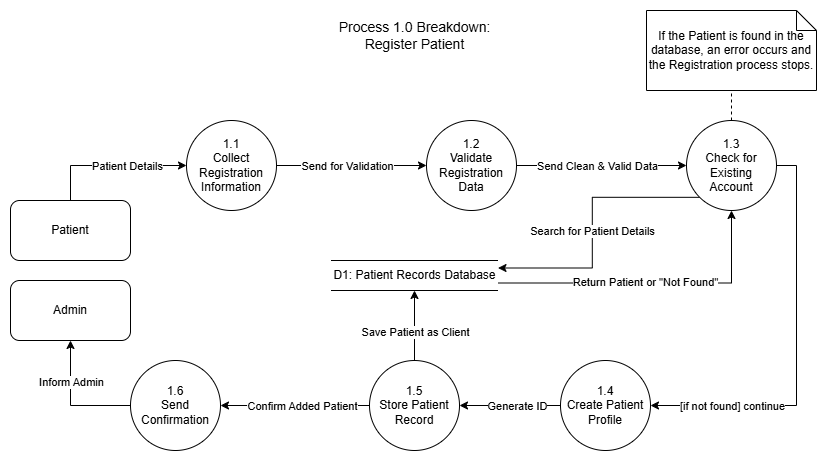 Process 1.0 Breakdown:
Register Patient
If the Patient is found in the
database, an error occurs and
the Registration process stops.
1.1
Collect
Registration
Information
1.2
Validate
Registration
Data
1.3
Check for
Existing
Account
Patient Details
Send for Validation
Send Clean & Valid Data
Patient
Search for Patient Details
D1: Patient Records Database
Return Patient or "Not Found"
Admin
Save Patient as Client
Inform Admin
1.6
Send
Confirmation
Confirm Added Patient
1.5
Store Patient
Record
Generate ID
1.4
Create Patient
Profile
[if not found] continue